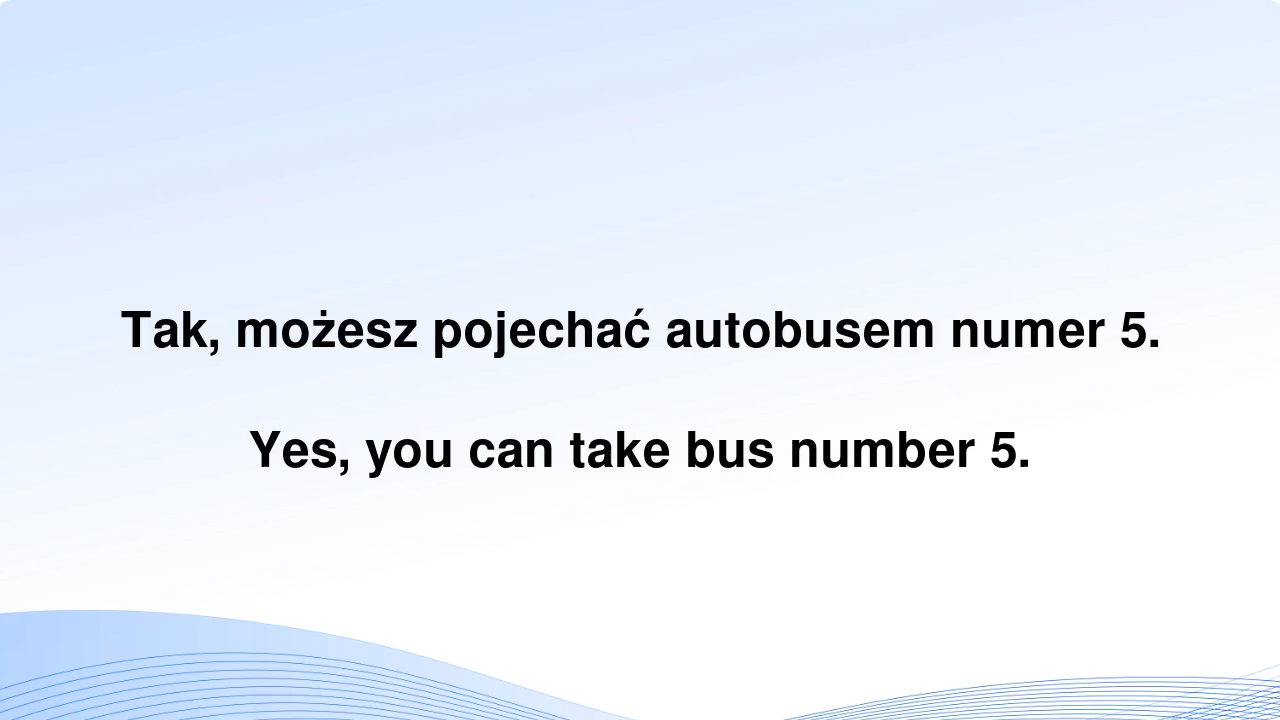 Tak, możesz pojechać autobusem numer 5.
Yes, you can take bus number 5.